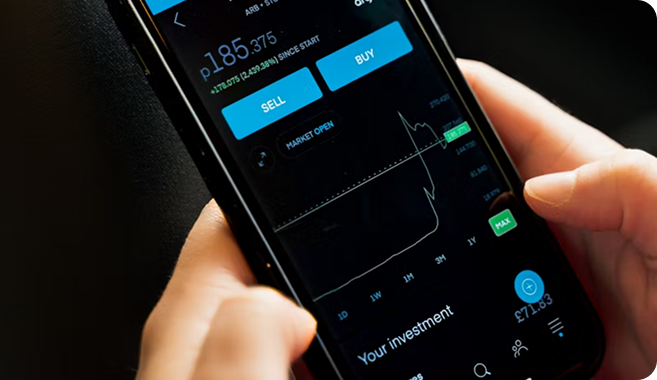 ARB • STO
p185.375
+178.075 (2,439.38%) SINCE START
SELL
BUY
MARKET OPEN
1D
1W
1M
3M
1Y
MAX
Your investment
£71.83